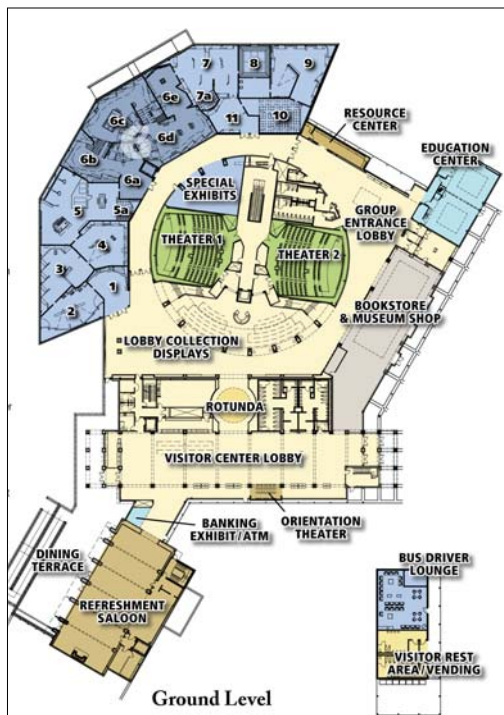 7
8
9
6e
7a
6c
6d
11
10
RESOURCE
CENTER
6b
EDUCATION
CENTER
6a
SPECIAL
EXHIBITS
5
5a
GROUP
ENTRANCE
LOBBY
THEATER 1
THEATER 2
4
3
1
BOOKSTORE
& MUSEUM SHOP
2
LOBBY COLLECTION
DISPLAYS
ROTUNDA
VISITOR CENTER LOBBY
BANKING
EXHIBIT/ATM
ORIENTATION
THEATER
DINING
TERRACE
BUS DRIVER
LOUNGE
REFRESHMENT
SALOON
VISITOR REST
AREA/VENDING
Ground Level